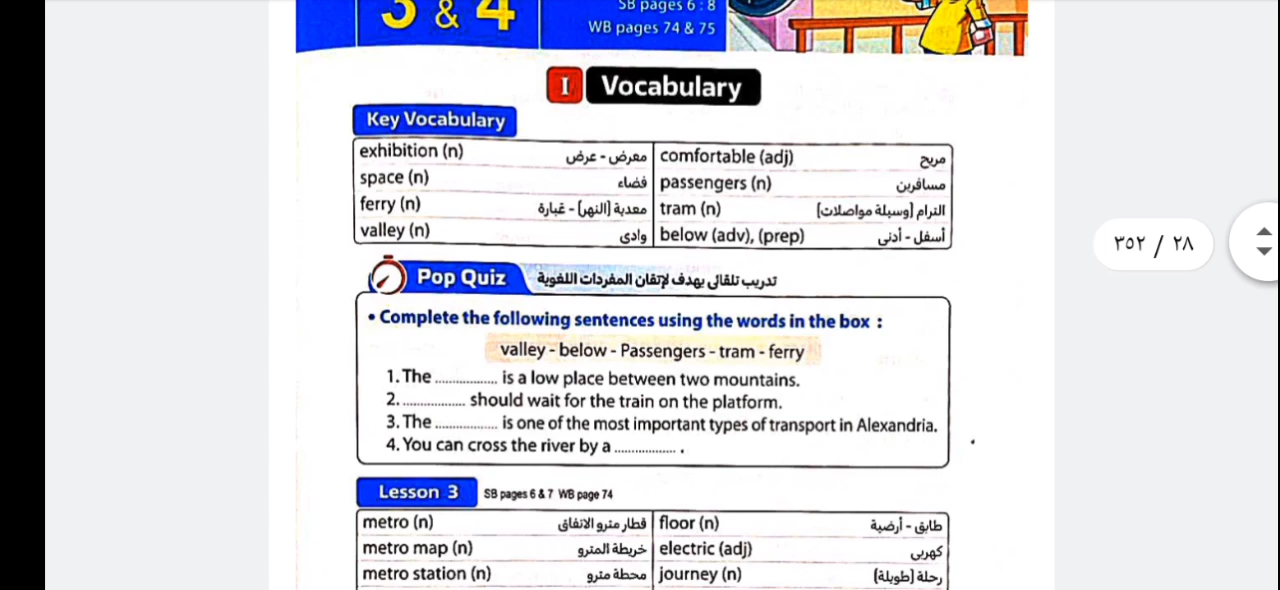 3 & 4
SB pages 6 : 8
WB pages 74 & 75
I Vocabulary
Key Vocabulary
exhibition (n) معرض - عرض comfortable (adj) مريح
space (n) فضاء passengers (n) مسافرين
ferry (n) معدية [النهر] - عَبارة tram (n) الترام [وسيلة مواصلات]
valley (n) وادى below (adv), (prep) أسفل - أدنى
٣٥٢ / ٢٨
Pop Quiz تدريب تلقائى يهدف لإتقان المفردات اللغوية
• Complete the following sentences using the words in the box :
valley - below - Passengers - tram - ferry
1. The ................. is a low place between two mountains.
2. ................. should wait for the train on the platform.
3. The ................. is one of the most important types of transport in Alexandria.
4. You can cross the river by a ................. .
Lesson 3 SB pages 6 & 7 WB page 74
metro (n) قطار مترو الانفاق floor (n) طابق - أرضية
metro map (n) خريطة المترو electric (adj) كهربى
metro station (n) محطة مترو journey (n) رحلة [طويلة]